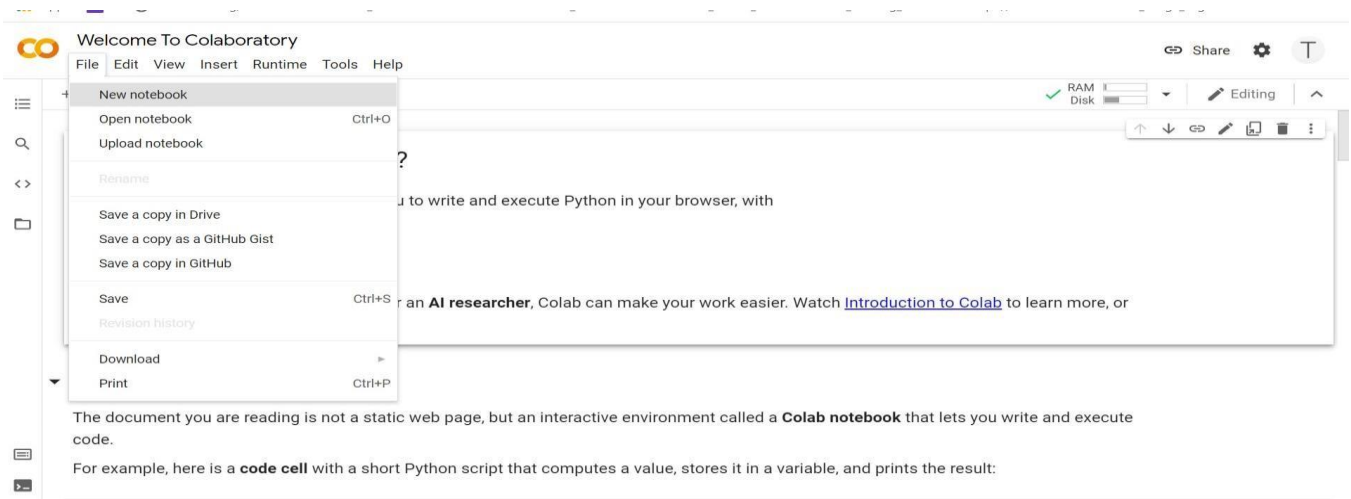 Welcome To Colaboratory
File Edit View Insert Runtime Tools Help
Share
T
RAM
Disk
Editing
New notebook
Open notebook Ctrl+O
Upload notebook
Rename
Save a copy in Drive
Save a copy as a GitHub Gist
Save a copy in GitHub
Save Ctrl+S
Revision history
Download
Print Ctrl+P
?
to write and execute Python in your browser, with
an AI researcher, Colab can make your work easier. Watch Introduction to Colab to learn more, or
The document you are reading is not a static web page, but an interactive environment called a Colab notebook that lets you write and execute
code.
For example, here is a code cell with a short Python script that computes a value, stores it in a variable, and prints the result: